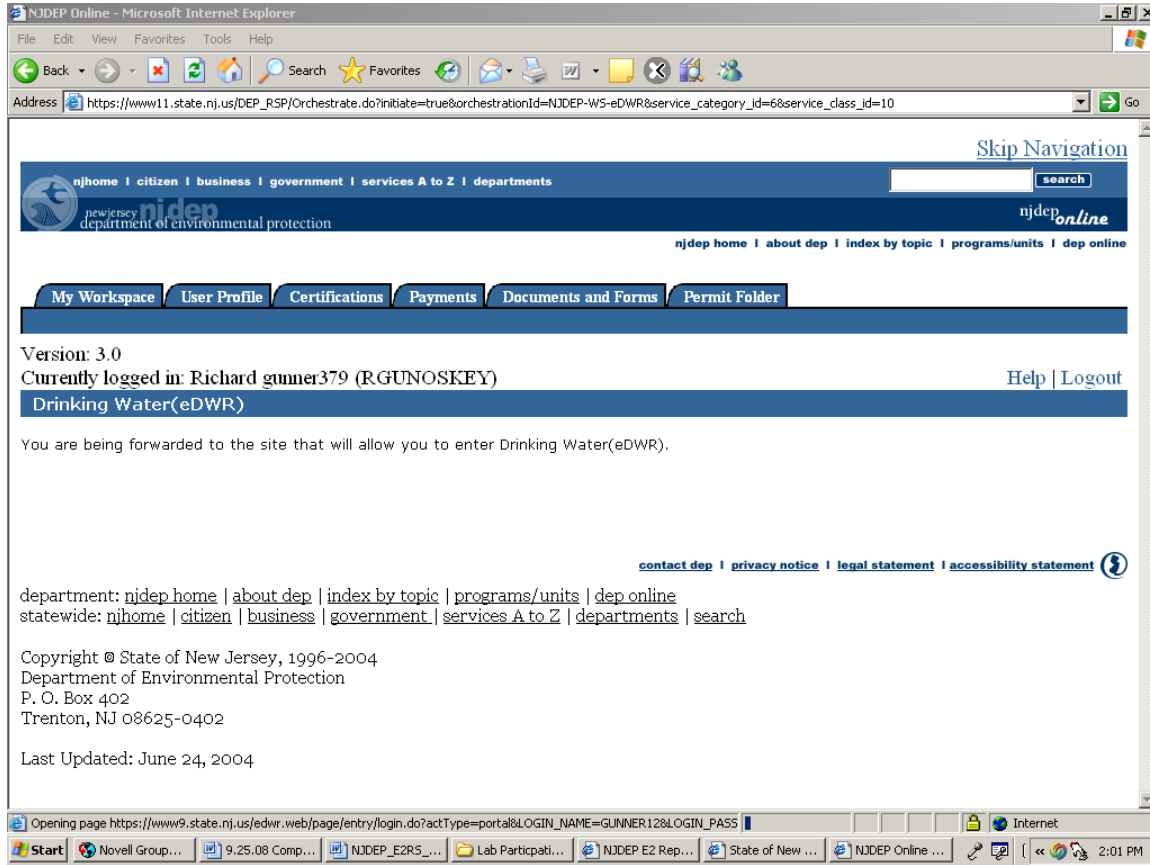 NJDEP Online - Microsoft Internet Explorer
File Edit View Favorites Tools Help
Back Search Favorites
Address https://www11.state.nj.us/DEP_RSP/Orchestrate.do?initiate=true&orchestrationId=NJDEP-WS-eDWR&service_category_id=6&service_class_id=10 Go
Skip Navigation
njhome | citizen | business | government | services A to Z | departments search
newjersey njdep
department of environmental protection
njdep online
njdep home | about dep | index by topic | programs/units | dep online
My Workspace User Profile Certifications Payments Documents and Forms Permit Folder
Version: 3.0
Currently logged in: Richard gunner379 (RGUNOSKEY) Help | Logout
Drinking Water(eDWR)
You are being forwarded to the site that will allow you to enter Drinking Water(eDWR).
contact dep | privacy notice | legal statement | accessibility statement
department: njdep home | about dep | index by topic | programs/units | dep online
statewide: njhome | citizen | business | government | services A to Z | departments | search
Copyright © State of New Jersey, 1996-2004
Department of Environmental Protection
P. O. Box 402
Trenton, NJ 08625-0402
Last Updated: June 24, 2004
Opening page https://www9.state.nj.us/edwr.web/page/entry/login.do?actType=portal&LOGIN_NAME=GUNNER12&LOGIN_PASS Internet
Start Novell Group... 9.25.08 Comp... NJDEP_E2RS_... Lab Particpati... NJDEP E2 Rep... State of New ... NJDEP Online ... « 2:01 PM